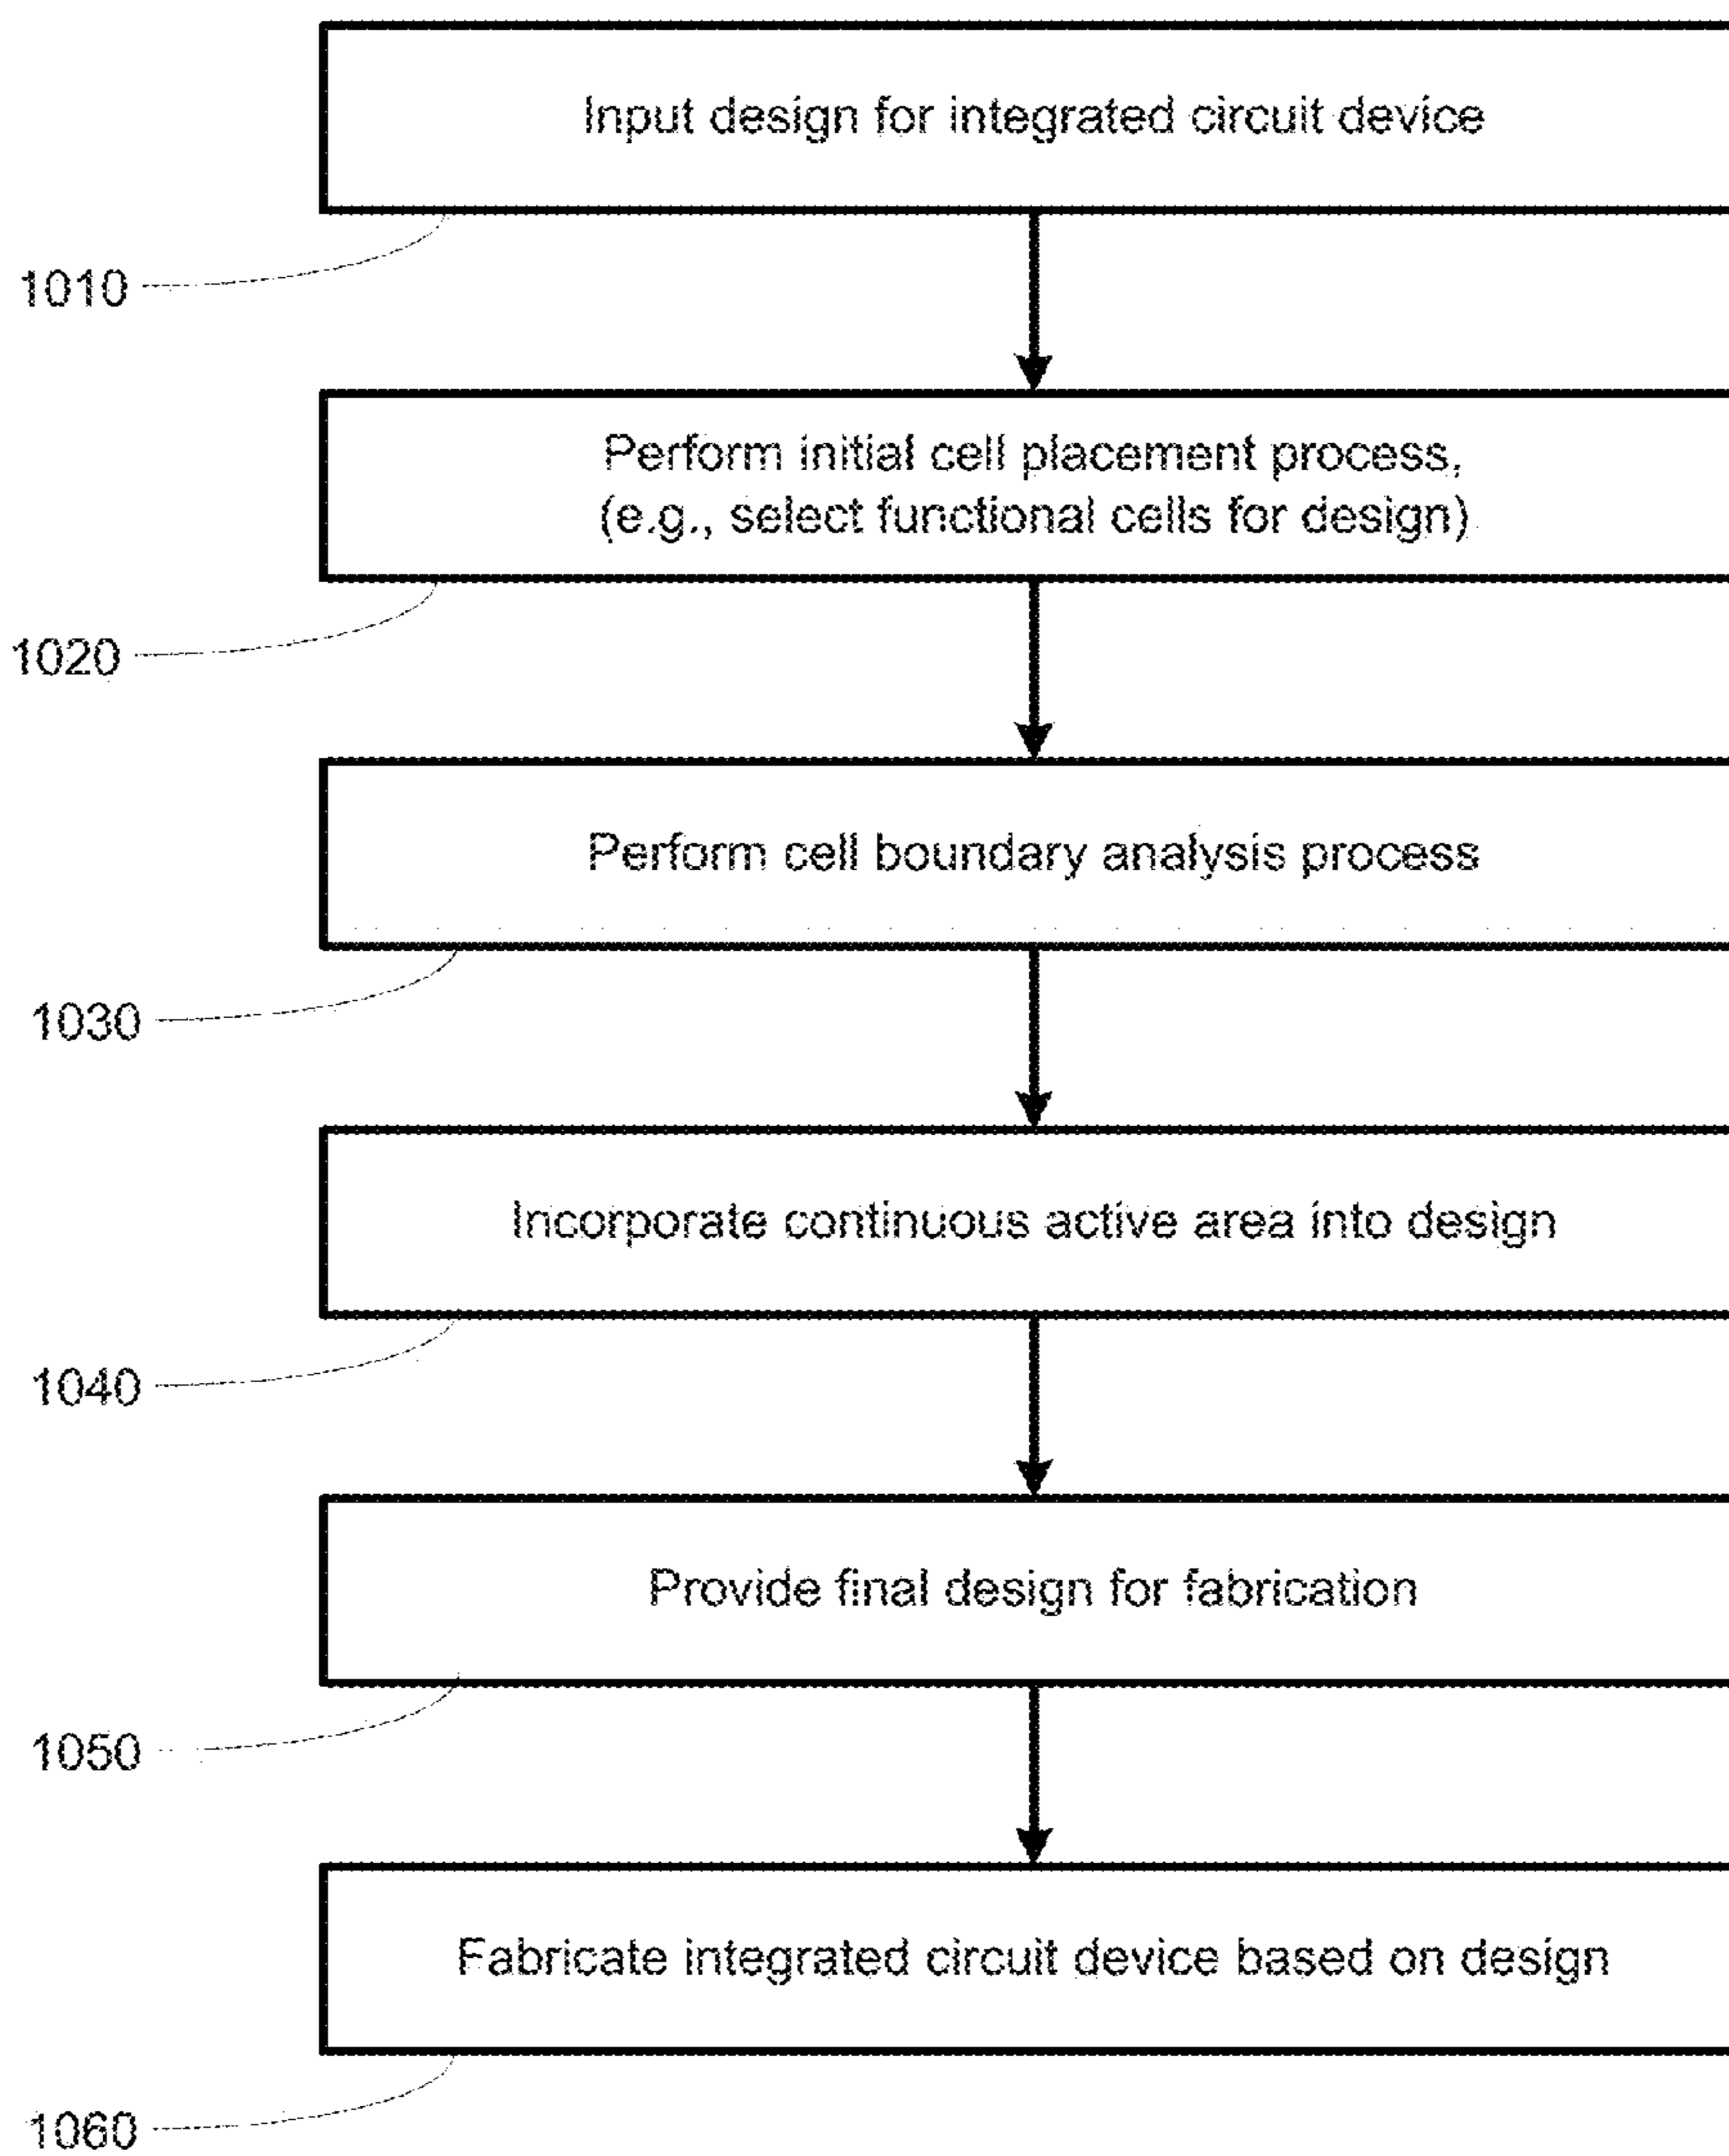 Input design for integrated circuit device
1010
Perform initial cell placement process,
(e.g., select functional cells for design)
1020
Perform cell boundary analysis process
1030
Incorporate continuous active area into design
1040
Provide final design for fabrication
1050
Fabricate integrated circuit device based on design
1060